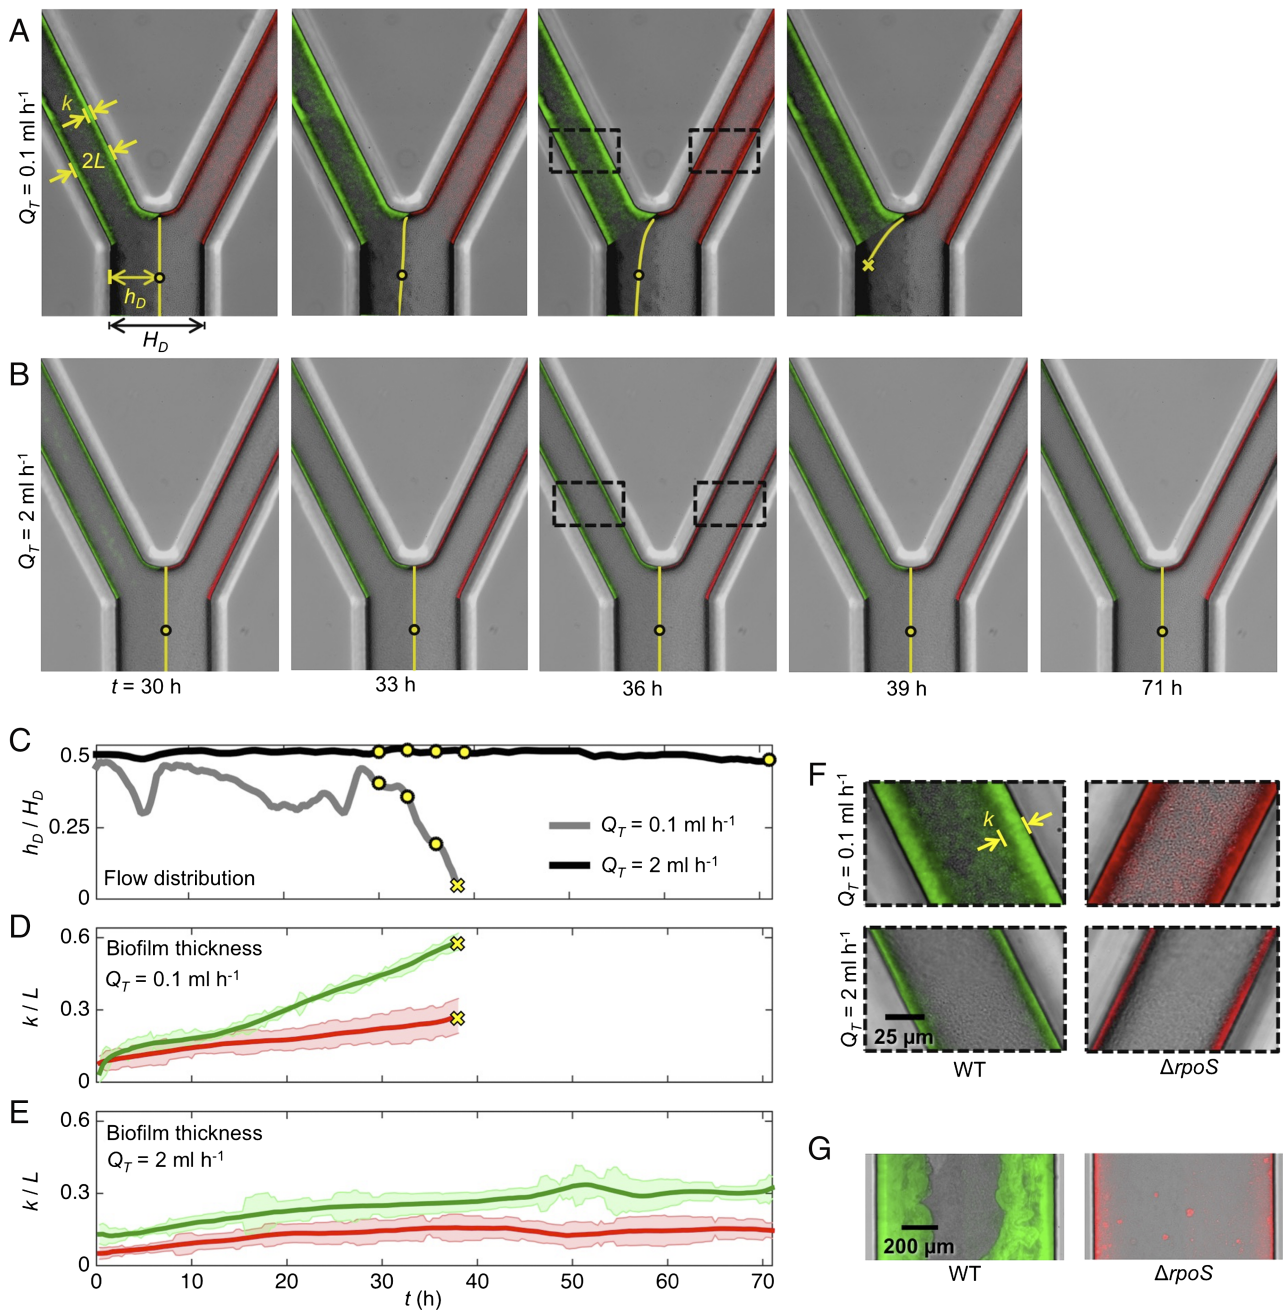 A
Q_T = 0.1 ml h⁻¹
k
2L
h_D
H_D
B
Q_T = 2 ml h⁻¹
t = 30 h
33 h
36 h
39 h
71 h
C
h_D / H_D
0.5
0.25
0
Q_T = 0.1 ml h⁻¹
Q_T = 2 ml h⁻¹
Flow distribution
D
k / L
0.6
0.3
0
Biofilm thickness
Q_T = 0.1 ml h⁻¹
E
k / L
0.6
0.3
0
Biofilm thickness
Q_T = 2 ml h⁻¹
0 10 20 30 40 50 60 70
t (h)
F
Q_T = 0.1 ml h⁻¹
k
Q_T = 2 ml h⁻¹
25 µm
WT ΔrpoS
G
200 µm
WT ΔrpoS